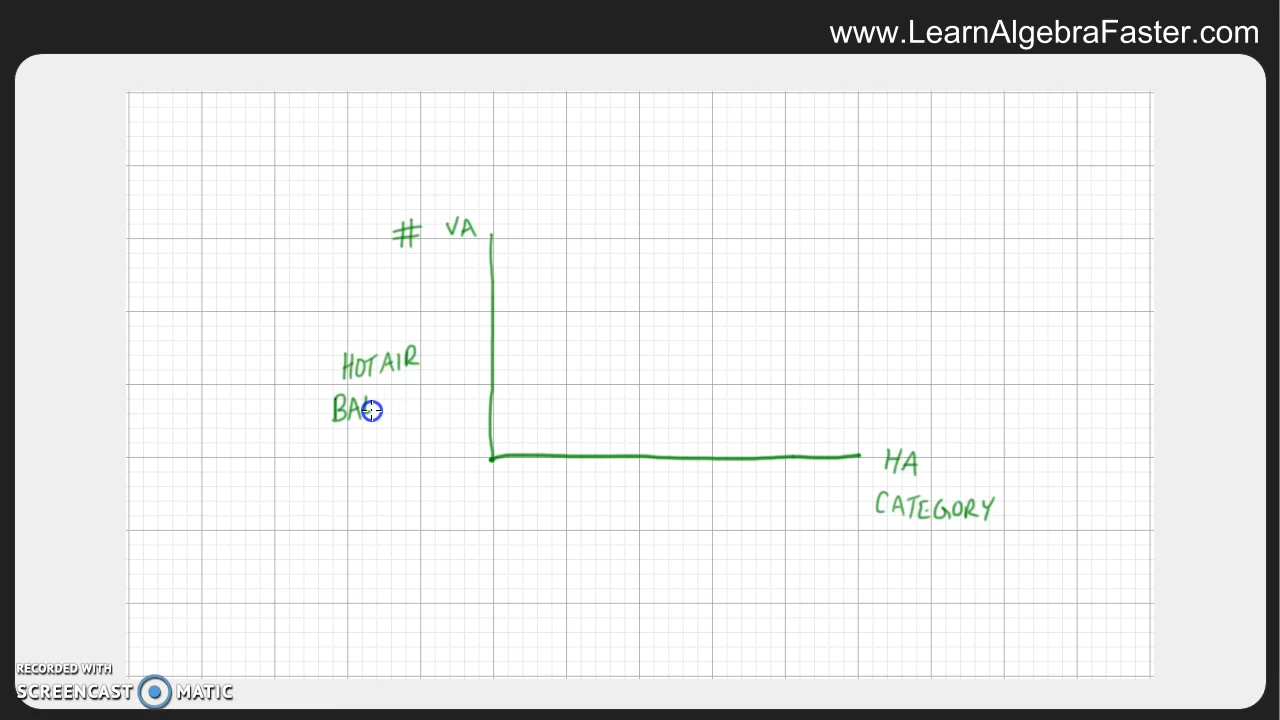 www.LearnAlgebraFaster.com
# VA
HOT AIR
HA
CATEGORY
RECORDED WITH
SCREENCAST MATIC